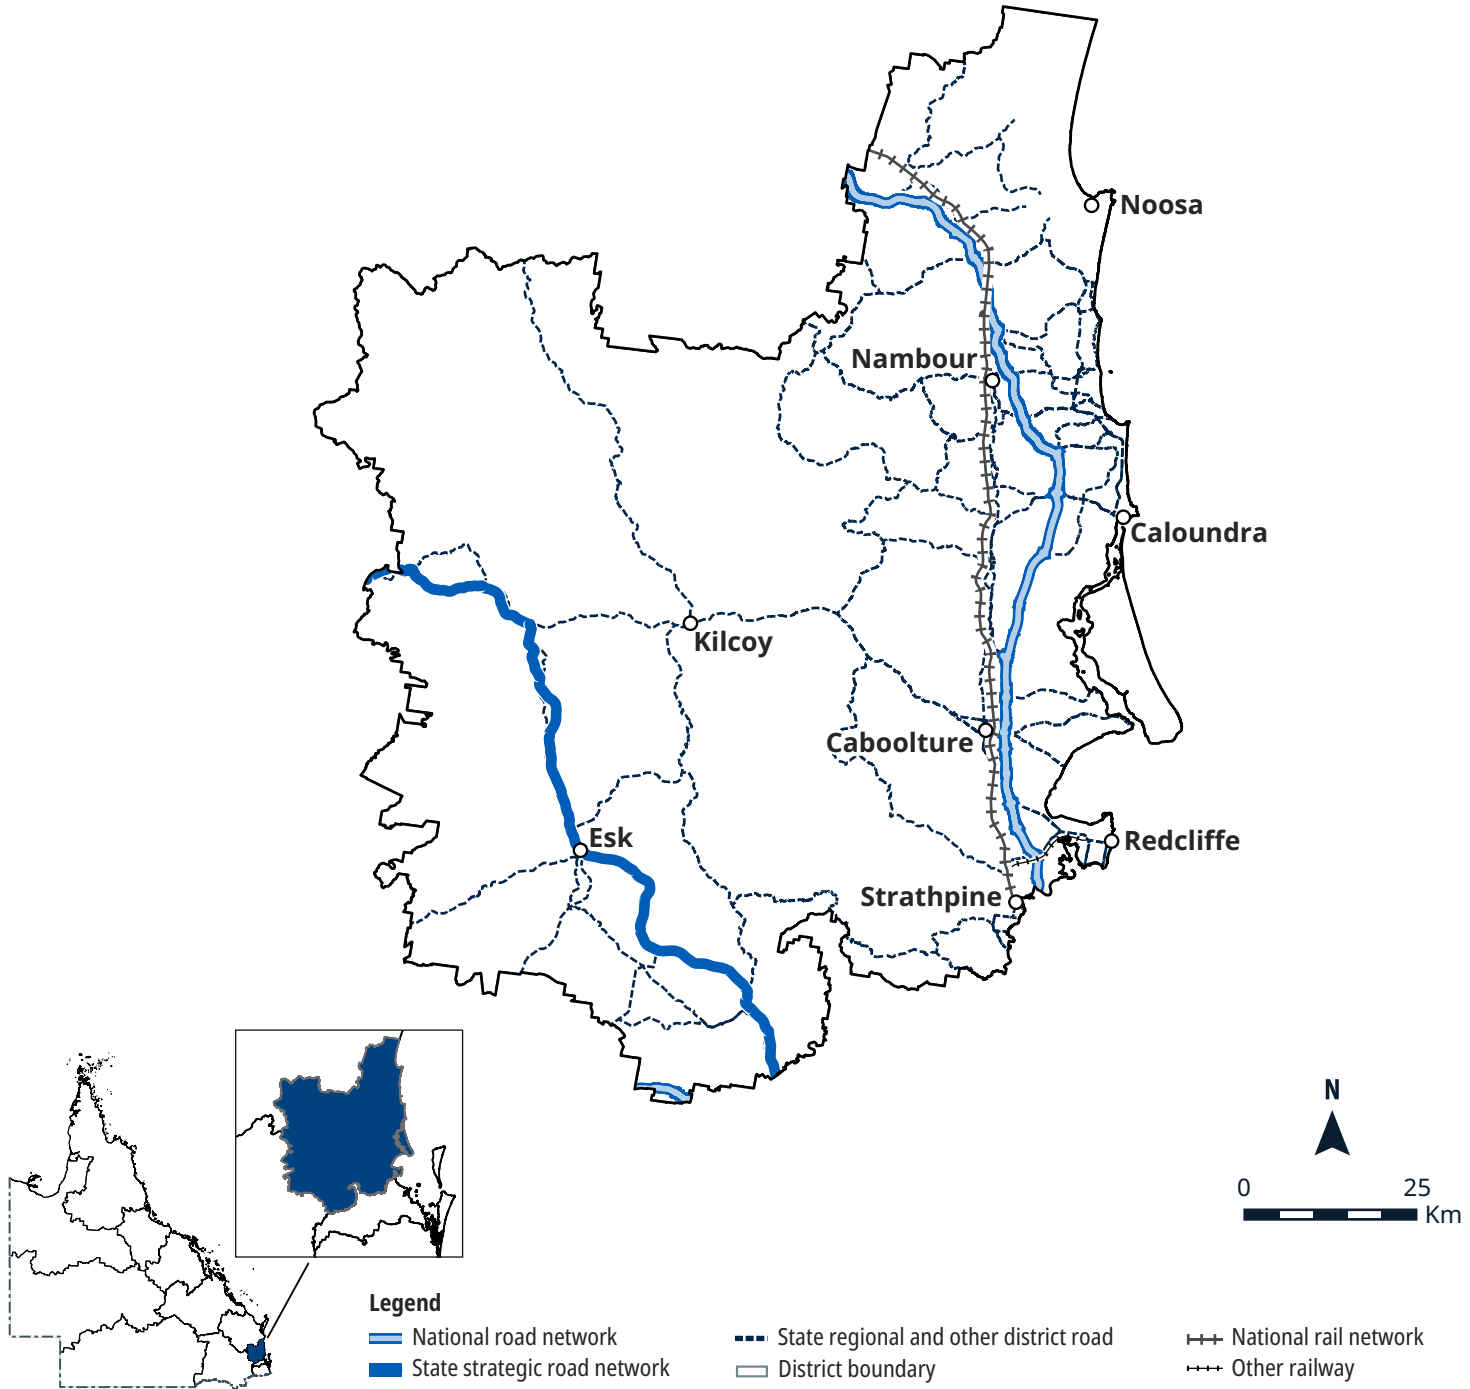 Noosa
Nambour
Caloundra
Kilcoy
Caboolture
Esk
Redcliffe
Strathpine
N
0 25
Km
Legend
National road network
State strategic road network
State regional and other district road
District boundary
National rail network
Other railway